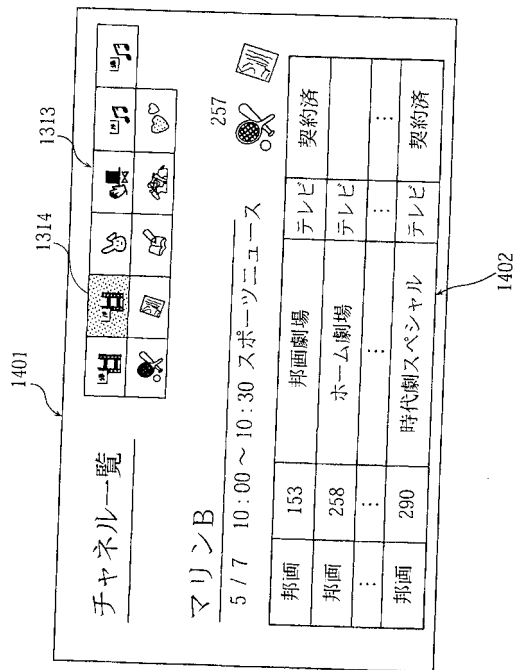 1401
1314
1313
チャネル一覧
マリンB
257
5/7 10:00～10:30 スポーツニュース
邦画 153 邦画劇場 テレビ 契約済
邦画 258 ホーム劇場 テレビ
⋮ ⋮ ⋮ ⋮ ⋮
邦画 290 時代劇スペシャル テレビ 契約済
1402